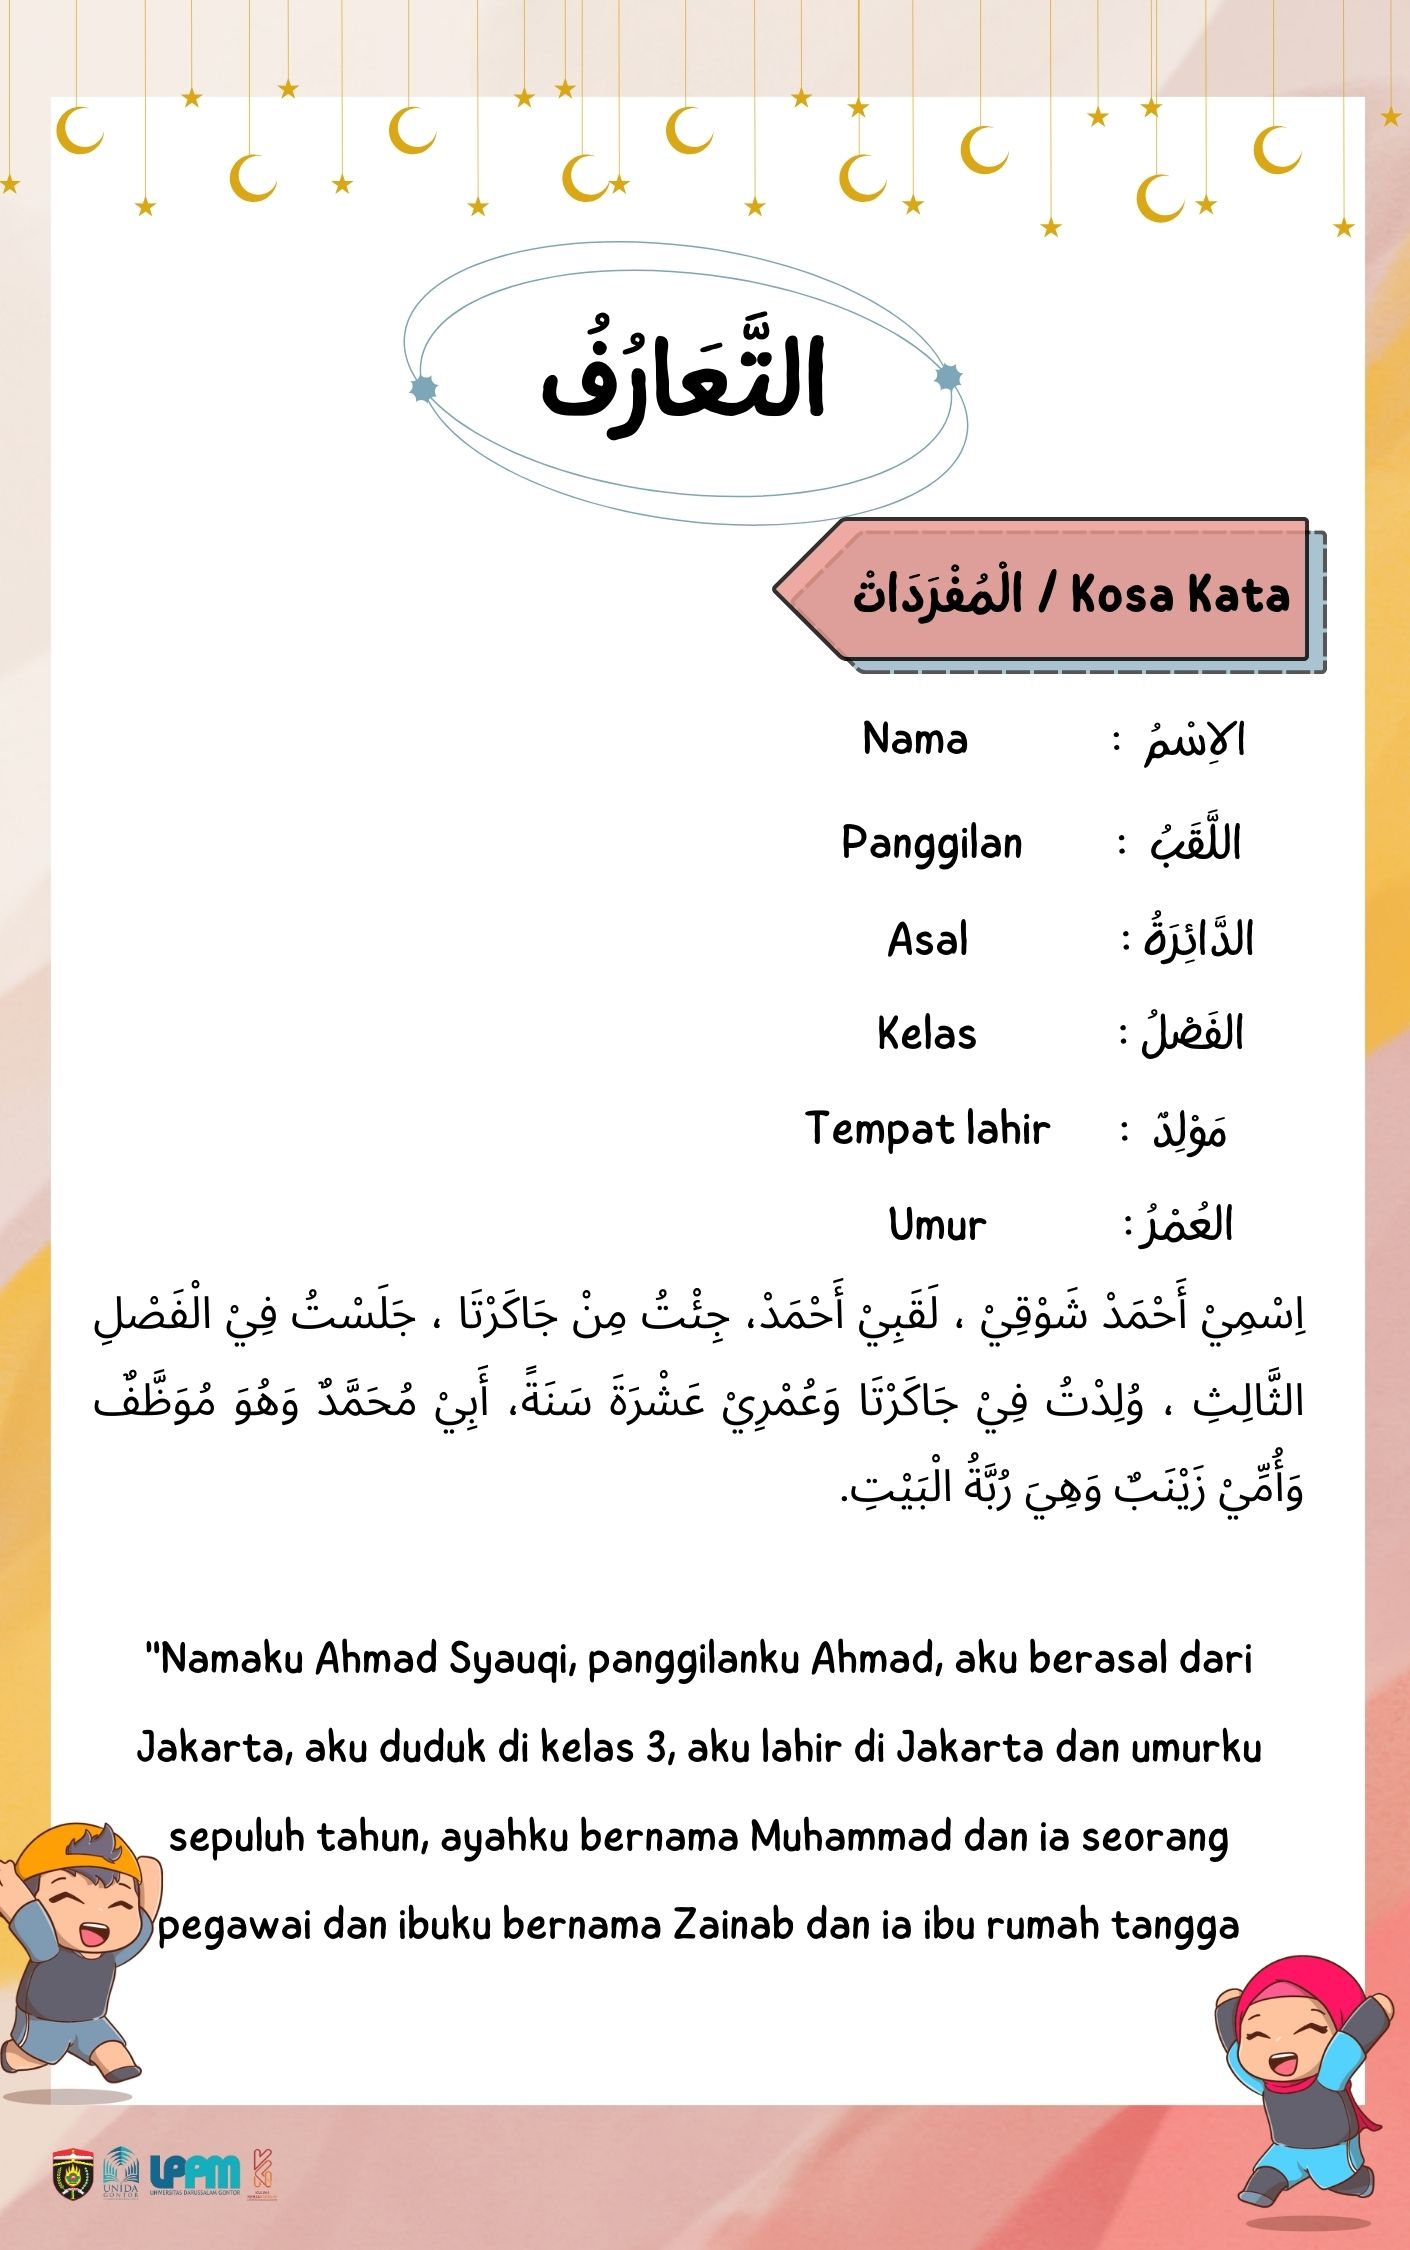 التَّعَارُفُ
الْمُفْرَدَاتْ / Kosa Kata
الاِسْمُ : Nama
اللَّقَبُ : Panggilan
الدَّائِرَةُ : Asal
الفَصْلُ : Kelas
مَوْلِدٌ : Tempat lahir
العُمْرُ : Umur
اِسْمِيْ أَحْمَدْ شَوْقِيْ ، لَقَبِيْ أَحْمَدْ، جِئْتُ مِنْ جَاكَرْتَا ، جَلَسْتُ فِيْ الْفَصْلِ
الثَّالِثِ ، وُلِدْتُ فِيْ جَاكَرْتَا وَعُمْرِيْ عَشْرَةَ سَنَةً، أَبِيْ مُحَمَّدٌ وَهُوَ مُوَظَّفٌ
وَأُمِّيْ زَيْنَبٌ وَهِيَ رُبَّةُ الْبَيْتِ.
"Namaku Ahmad Syauqi, panggilanku Ahmad, aku berasal dari
Jakarta, aku duduk di kelas 3, aku lahir di Jakarta dan umurku
sepuluh tahun, ayahku bernama Muhammad dan ia seorang
pegawai dan ibuku bernama Zainab dan ia ibu rumah tangga
UNIDA
GONTOR
LPPM
UNIVERSITAS DARUSSALAM GONTOR